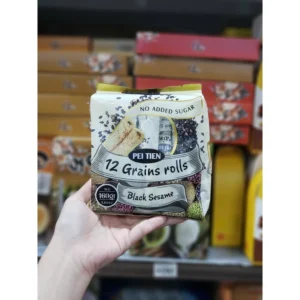 NO ADDED SUGAR
PEI TIEN
12 Grains rolls
Black Sesame